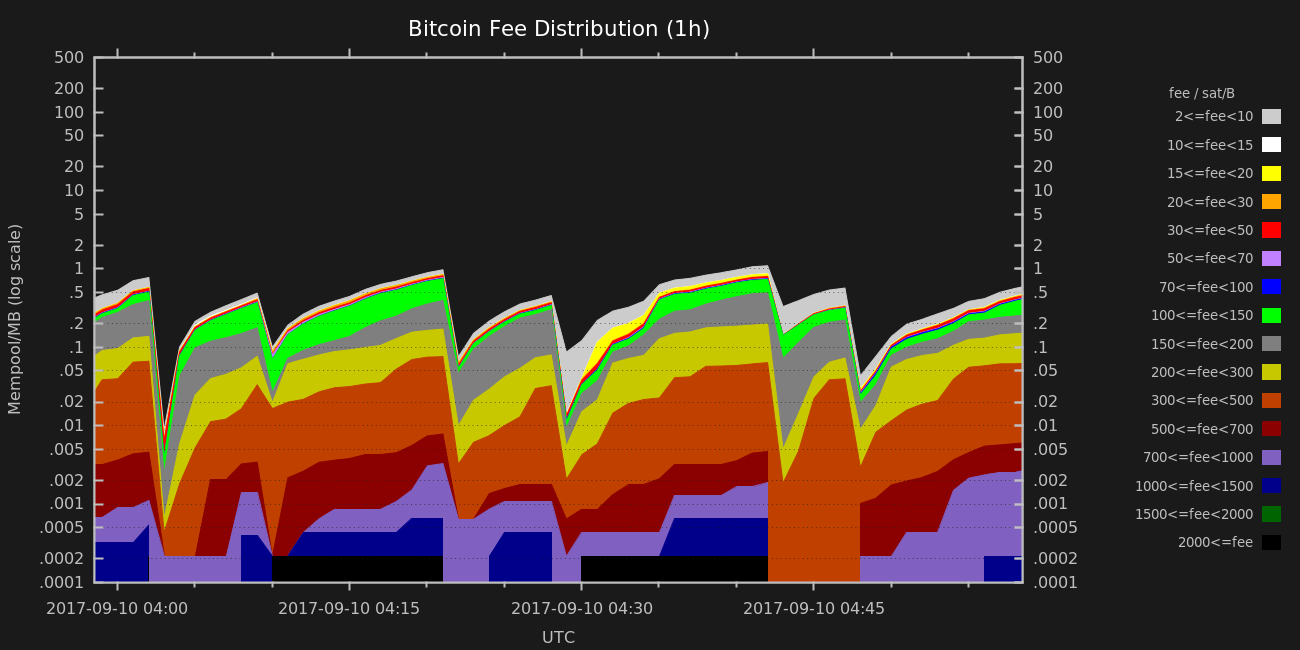 Bitcoin Fee Distribution (1h)
500
200
100
50
20
10
5
2
1
.5
.2
.1
.05
.02
.01
.005
.002
.001
.0005
.0002
.0001
Mempool/MB (log scale)
500
200
100
50
20
10
5
2
1
.5
.2
.1
.05
.02
.01
.005
.002
.001
.0005
.0002
.0001
2017-09-10 04:00 2017-09-10 04:15 2017-09-10 04:30 2017-09-10 04:45
UTC
fee / sat/B
2<=fee<10
10<=fee<15
15<=fee<20
20<=fee<30
30<=fee<50
50<=fee<70
70<=fee<100
100<=fee<150
150<=fee<200
200<=fee<300
300<=fee<500
500<=fee<700
700<=fee<1000
1000<=fee<1500
1500<=fee<2000
2000<=fee